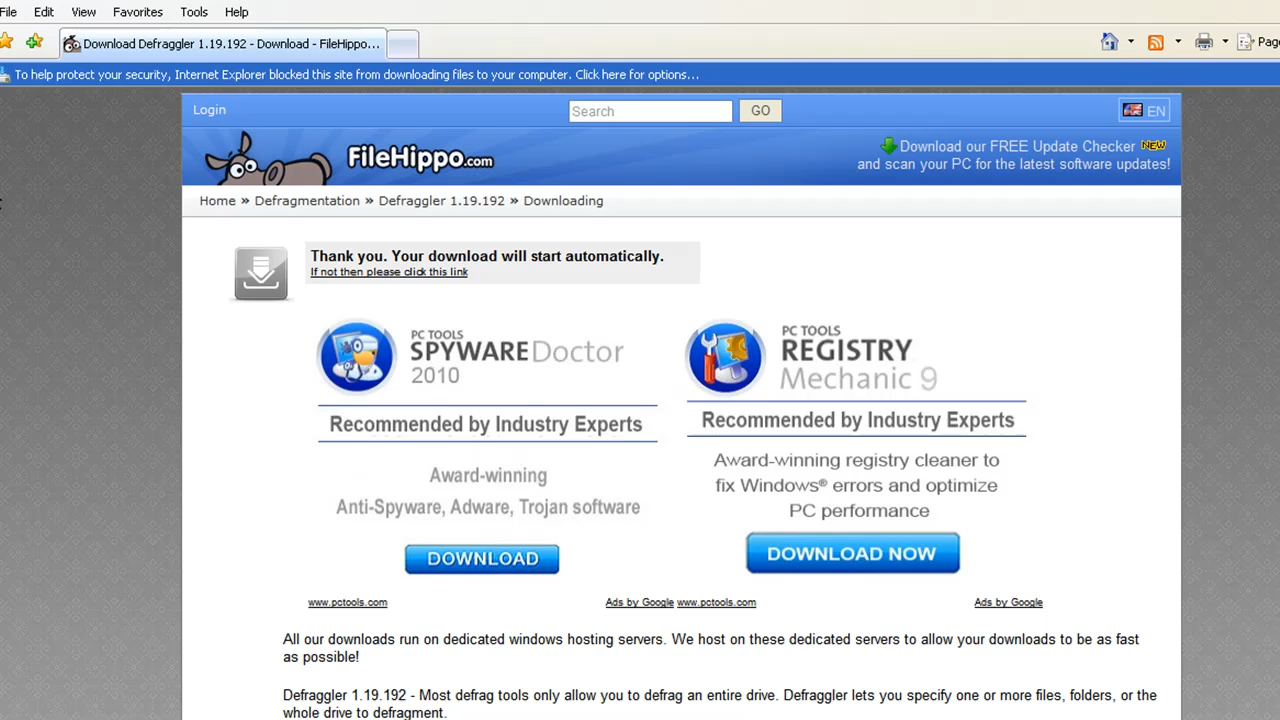 File Edit View Favorites Tools Help
Download Defraggler 1.19.192 - Download - FileHippo...
Page
To help protect your security, Internet Explorer blocked this site from downloading files to your computer. Click here for options...
Login Search GO EN
FileHippo.com
Download our FREE Update Checker NEW
and scan your PC for the latest software updates!
Home » Defragmentation » Defraggler 1.19.192 » Downloading
Thank you. Your download will start automatically.
If not then please click this link
PC TOOLS
SPYWARE Doctor
2010
Recommended by Industry Experts
Award-winning
Anti-Spyware, Adware, Trojan software
DOWNLOAD
www.pctools.com Ads by Google
PC TOOLS
REGISTRY
Mechanic 9
Recommended by Industry Experts
Award-winning registry cleaner to
fix Windows® errors and optimize
PC performance
DOWNLOAD NOW
www.pctools.com Ads by Google
All our downloads run on dedicated windows hosting servers. We host on these dedicated servers to allow your downloads to be as fast
as possible!
Defraggler 1.19.192 - Most defrag tools only allow you to defrag an entire drive. Defraggler lets you specify one or more files, folders, or the
whole drive to defragment.